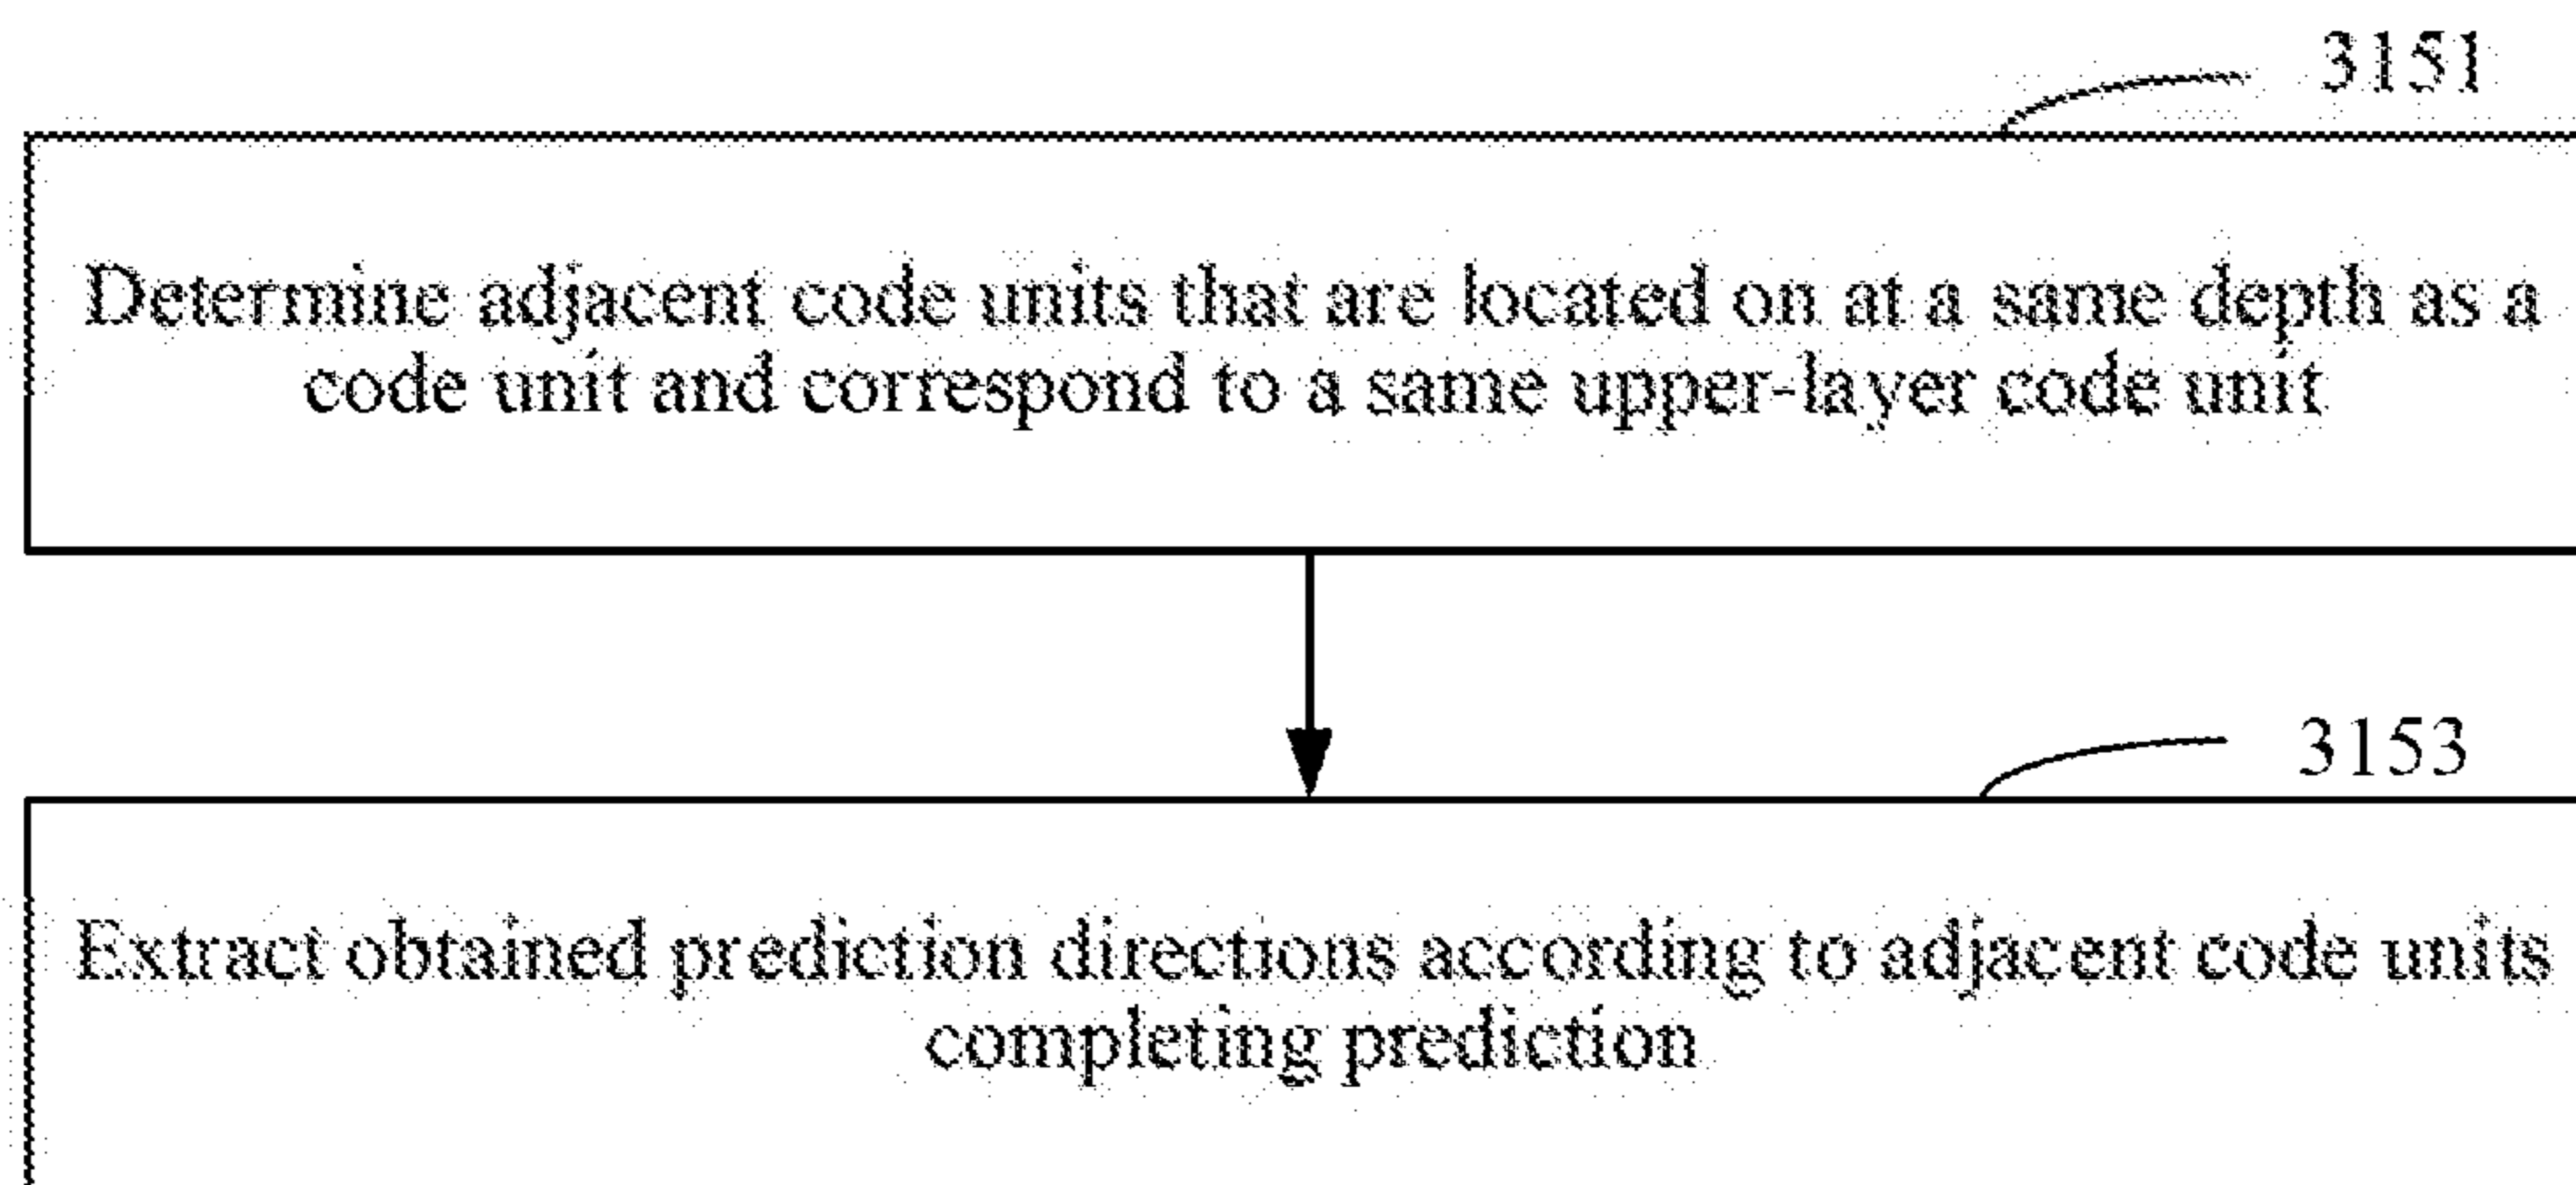 3151
Determine adjacent code units that are located on at a same depth as a
code unit and correspond to a same upper-layer code unit
3153
Extract obtained prediction directions according to adjacent code units
completing prediction